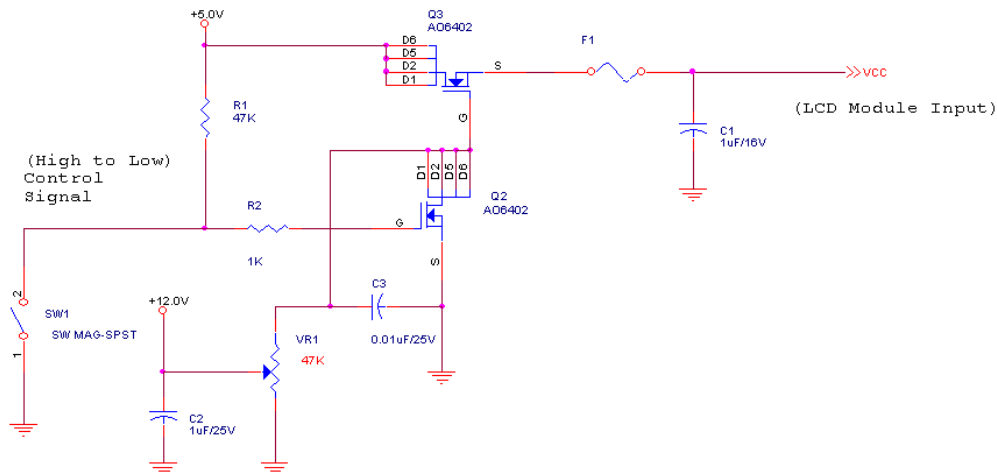 +5.0V
Q3
AO6402
D6
D5
D2
D1
S
G
F1
VCC
(LCD Module Input)
C1
1uF/16V
R1
47K
(High to Low)
Control
Signal
R2
1K
G
D1
D2
D5
D6
Q2
AO6402
S
2
SW1
SW MAG-SPST
1
+12.0V
C3
0.01uF/25V
VR1
47K
C2
1uF/25V